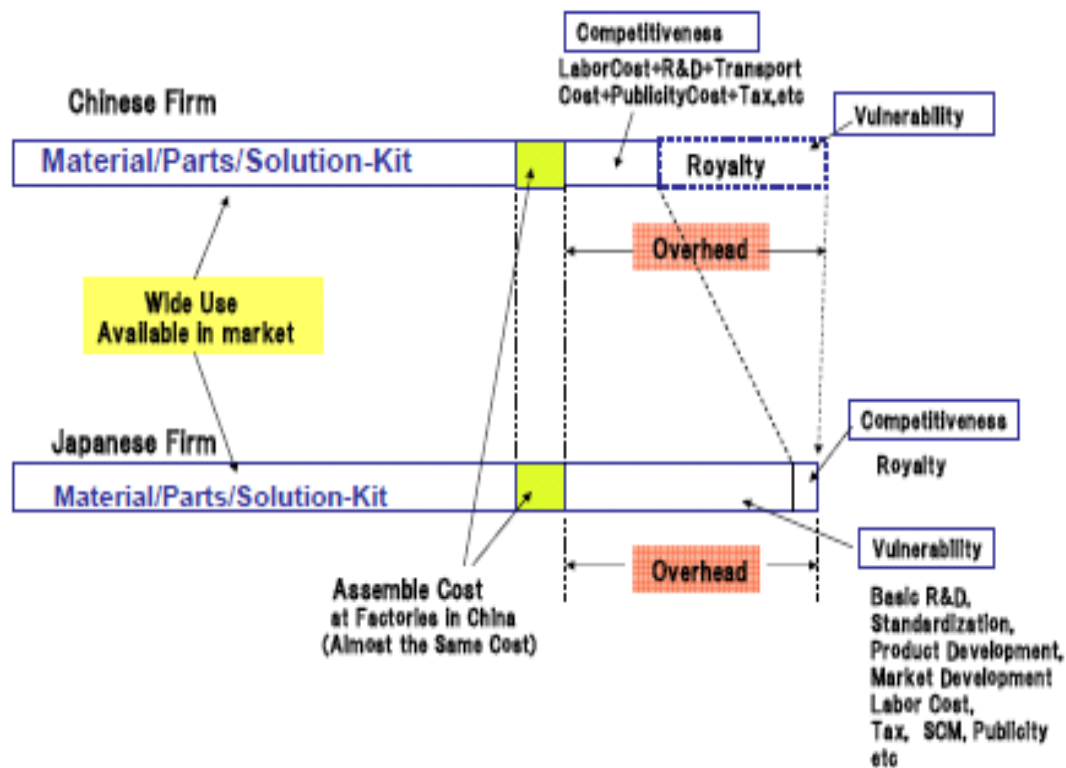 Competitiveness
LaborCost+R&D+Transport
Cost+PublicityCost+Tax,etc
Chinese Firm
Vulnerability
Material/Parts/Solution-Kit
Royalty
Overhead
Wide Use
Available in market
Competitiveness
Royalty
Japanese Firm
Material/Parts/Solution-Kit
Vulnerability
Overhead
Assemble Cost
at Factories in China
(Almost the Same Cost)
Basic R&D,
Standardization,
Product Development,
Market Development
Labor Cost,
Tax, SCM, Publicity
etc